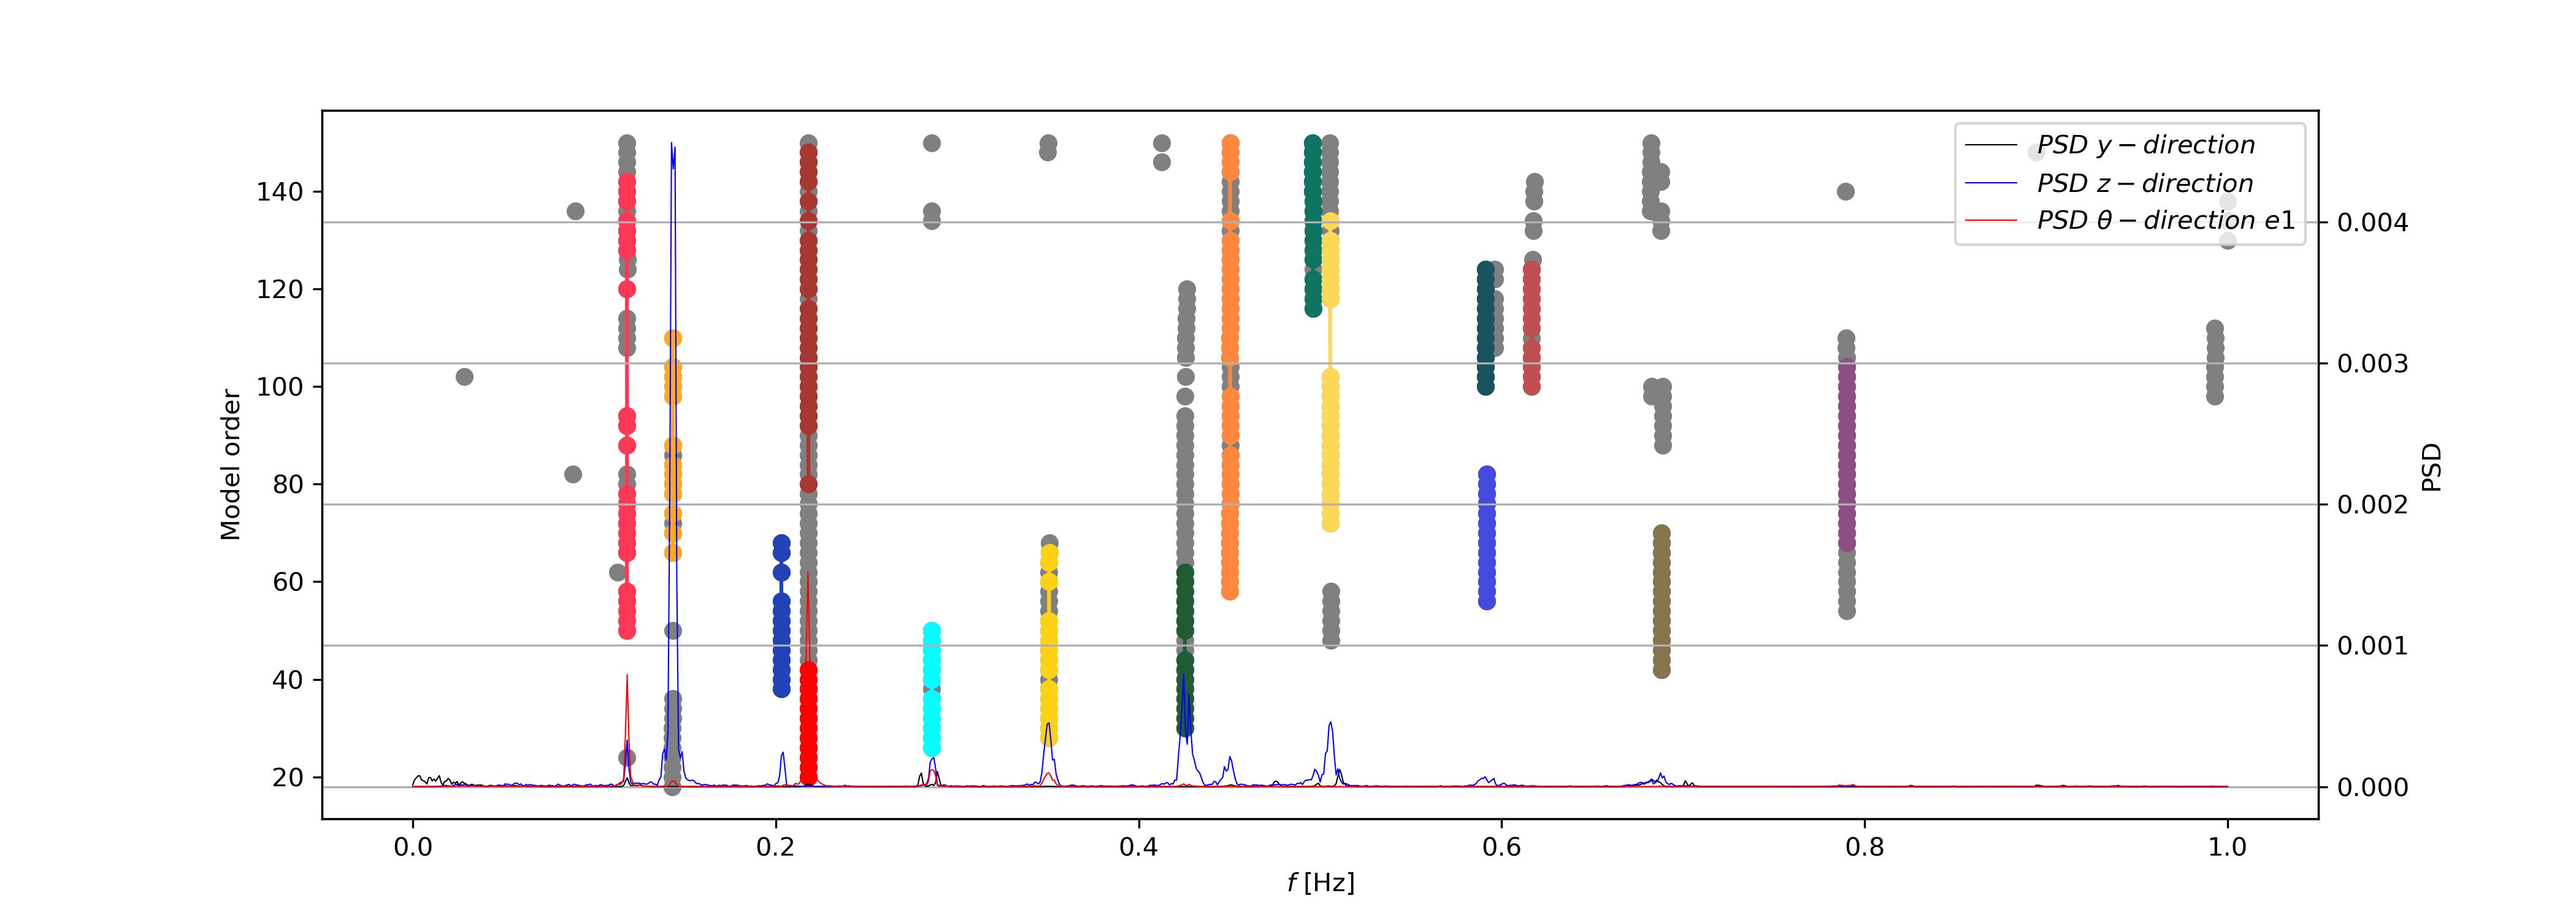 PSD y − direction
PSD z − direction
PSD θ − direction e1
Model order
140
120
100
80
60
40
20
0.004
0.003
0.002
0.001
0.000
PSD
0.0 0.2 0.4 0.6 0.8 1.0
f [Hz]